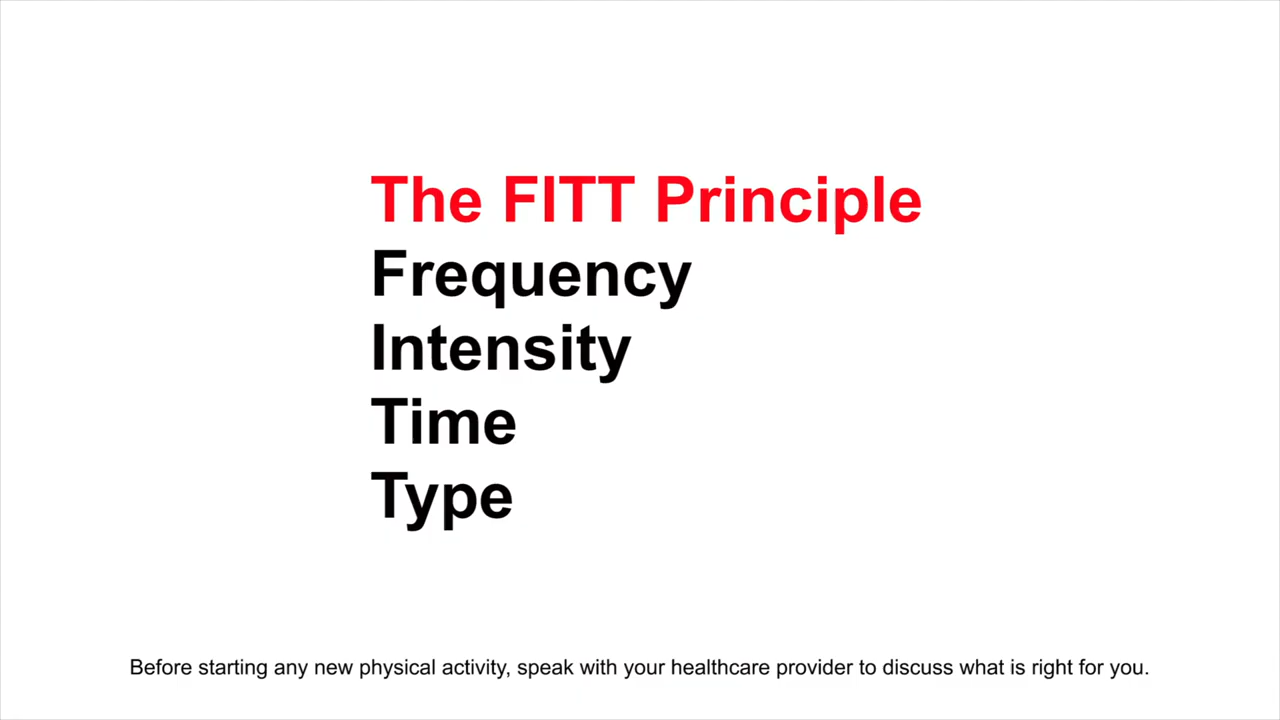 The FITT Principle
Frequency
Intensity
Time
Type
Before starting any new physical activity, speak with your healthcare provider to discuss what is right for you.